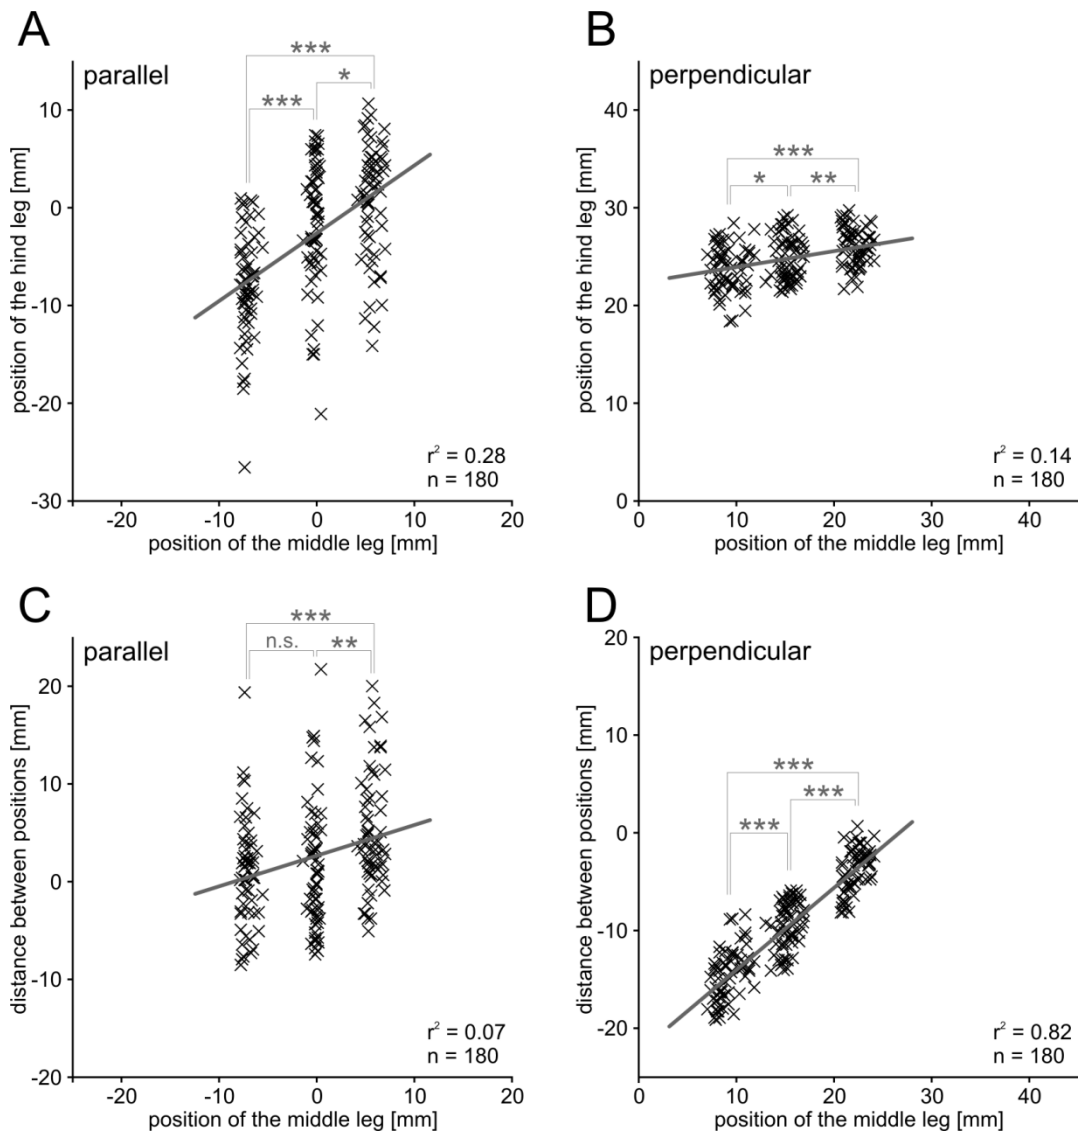 A
parallel
***
*
***
position of the hind leg [mm]
10
0
-10
-20
-30
-20
-10
0
10
20
position of the middle leg [mm]
r² = 0.28
n = 180
B
perpendicular
***
*
**
position of the hind leg [mm]
40
30
20
10
0
0
10
20
30
40
position of the middle leg [mm]
r² = 0.14
n = 180
C
parallel
***
n.s.
**
distance between positions [mm]
20
10
0
-10
-20
-20
-10
0
10
20
position of the middle leg [mm]
r² = 0.07
n = 180
D
perpendicular
***
***
***
distance between positions [mm]
20
10
0
-10
-20
0
10
20
30
40
position of the middle leg [mm]
r² = 0.82
n = 180